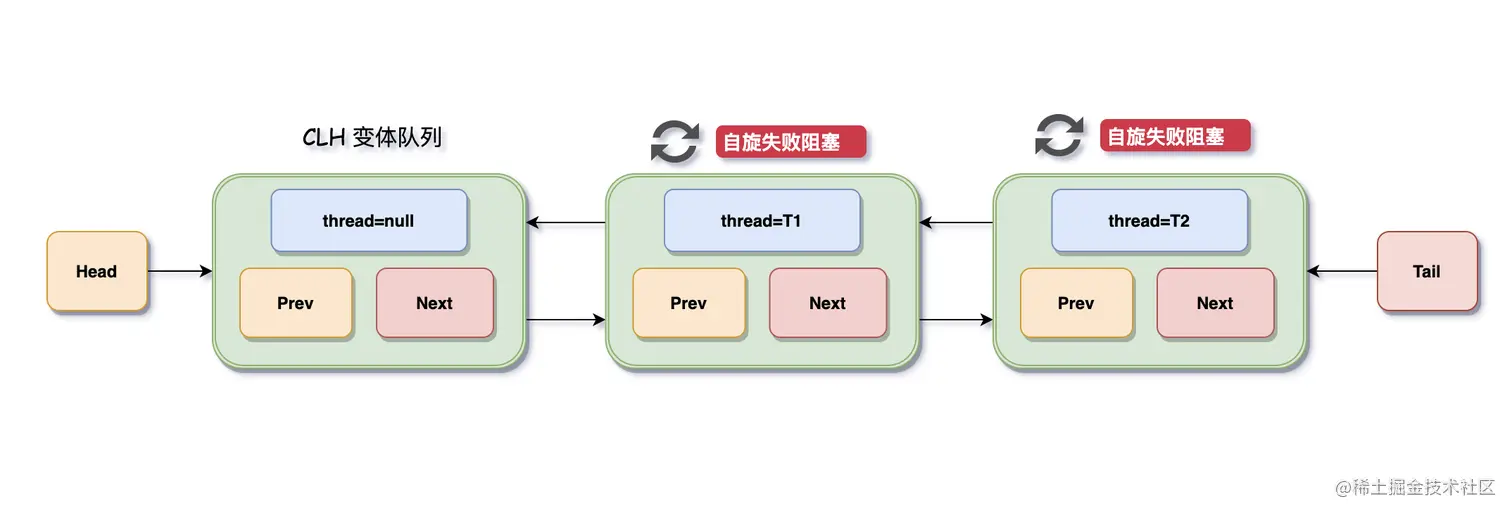 CLH 变体队列
自旋失败阻塞
自旋失败阻塞
thread=null
thread=T1
thread=T2
Head
Prev
Next
Prev
Next
Prev
Next
Tail
@稀土掘金技术社区